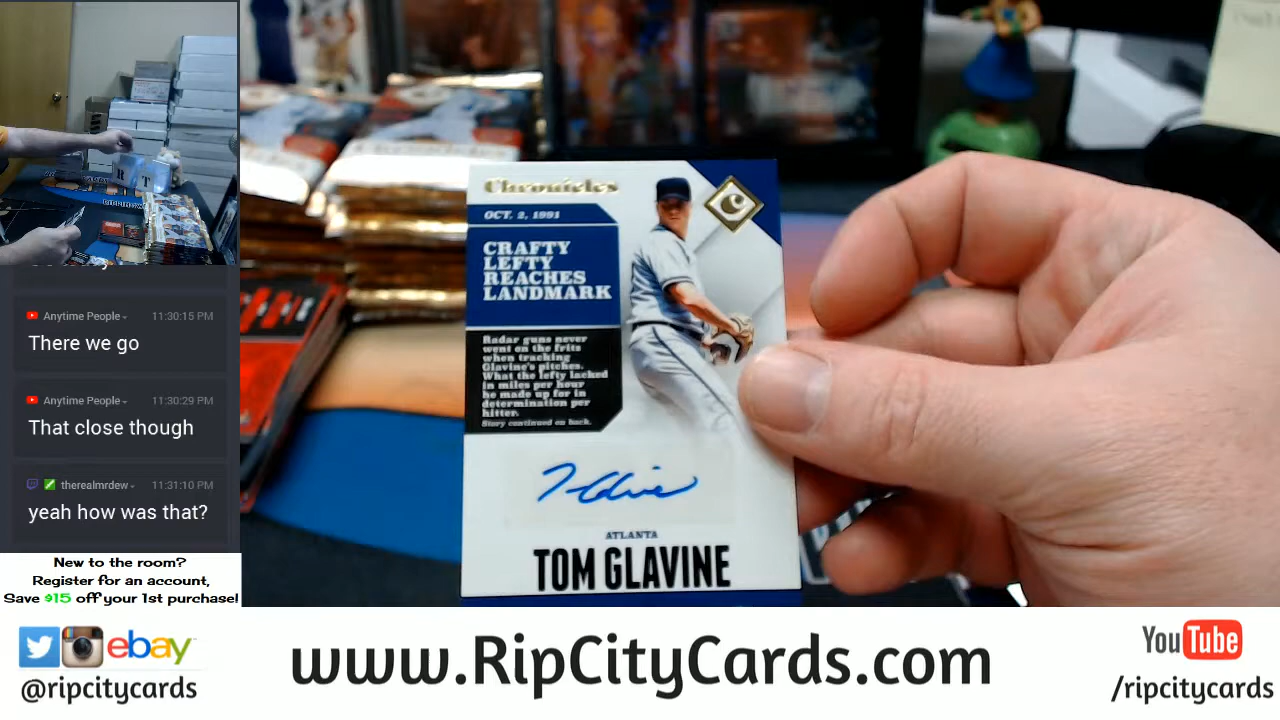 Anytime People
11:30:15 PM
There we go
Anytime People
11:30:29 PM
That close though
therealmrdew
11:31:10 PM
yeah how was that?
New to the room?
Register for an account,
Save $15 off your 1st purchase!
Chronicles
C
OCT. 2, 1991
CRAFTY
LEFTY
REACHES
LANDMARK
Radar guns never
went on the fritz
when tracking
Glavine's pitches.
What the lefty lacked
in miles per hour
he made up for in
determination per
hitter.
Story continued on back.
ATLANTA
TOM GLAVINE
ebay
@ripcitycards
www.RipCityCards.com
YouTube
/ripcitycards